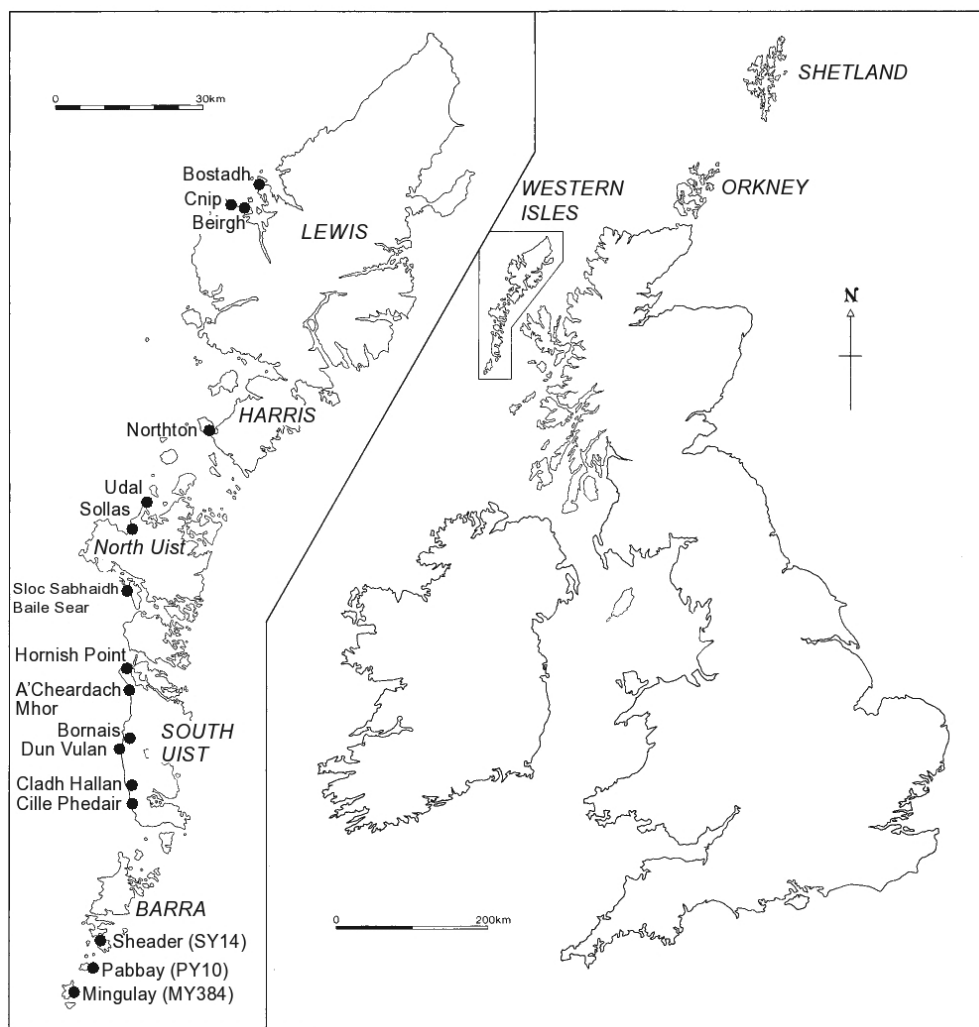 0 30km
Bostadh
Cnip
Beirgh
LEWIS
HARRIS
Northton
Udal
Sollas
North Uist
Sloc Sabhaidh
Baile Sear
Hornish Point
A'Cheardach
Mhor
Bornais
Dun Vulan
SOUTH
UIST
Cladh Hallan
Cille Phedair
BARRA
Sheader (SY14)
Pabbay (PY10)
Mingulay (MY384)
SHETLAND
ORKNEY
WESTERN
ISLES
N
0 200km